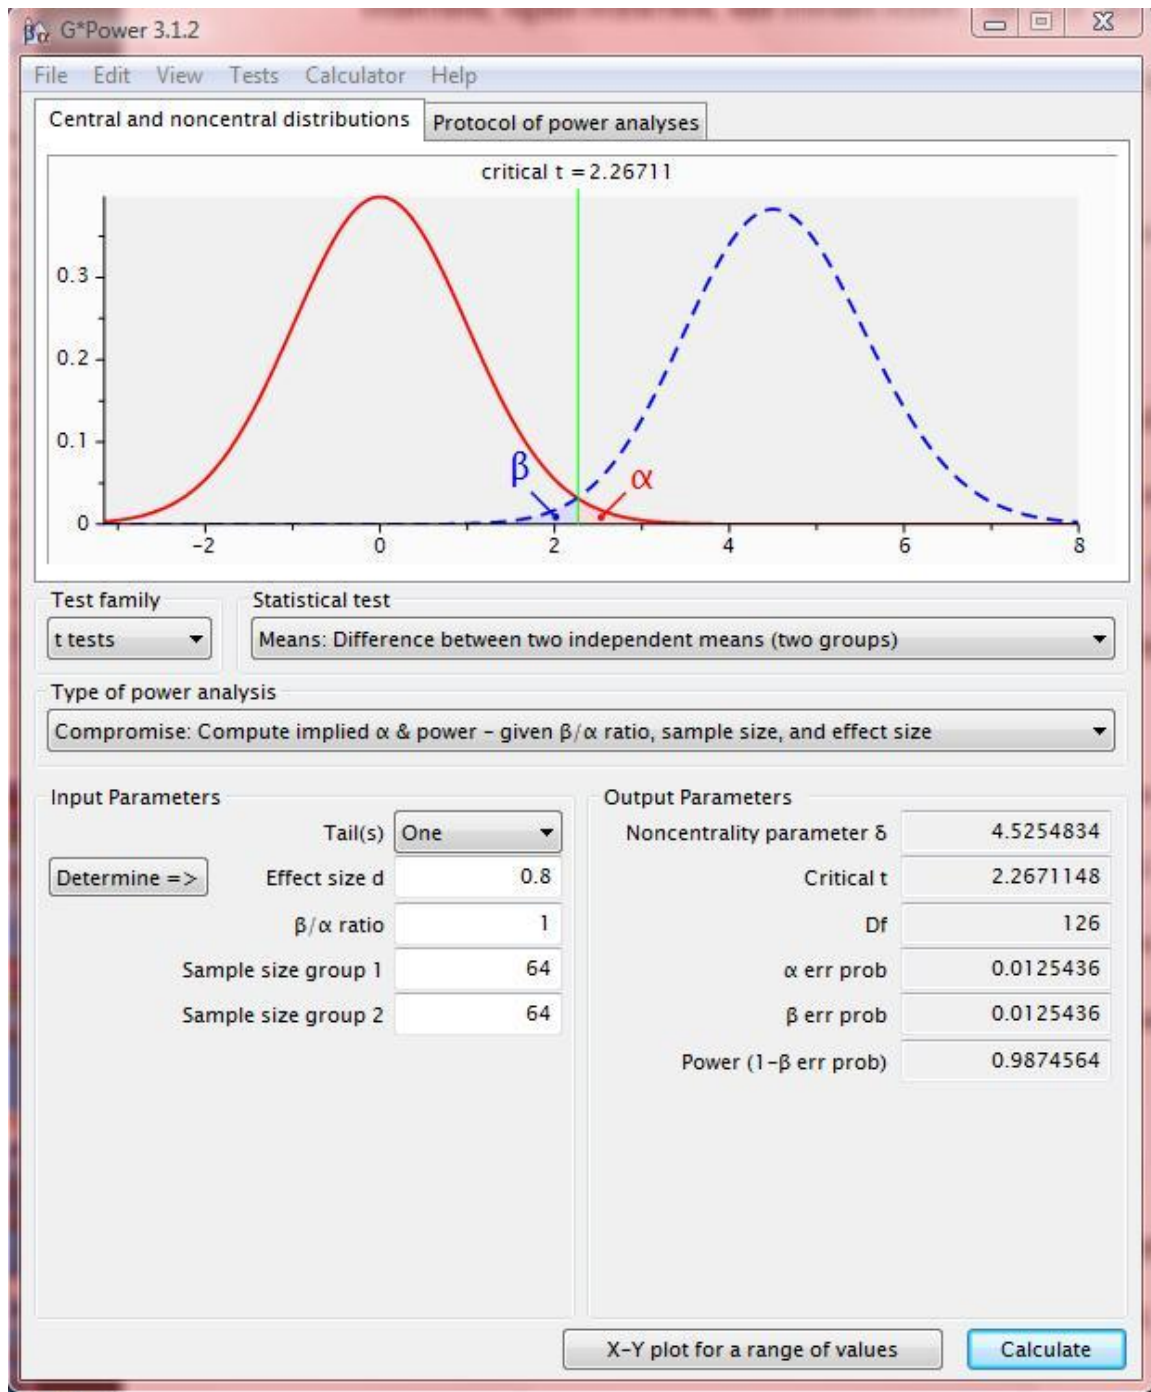 G*Power 3.1.2
File Edit View Tests Calculator Help
Central and noncentral distributions Protocol of power analyses
critical t = 2.26711
0.3
0.2
0.1
0
β α
-2 0 2 4 6 8
Test family Statistical test
t tests Means: Difference between two independent means (two groups)
Type of power analysis
Compromise: Compute implied α & power – given β/α ratio, sample size, and effect size
Input Parameters Output Parameters
Tail(s) One Noncentrality parameter δ 4.5254834
Determine => Effect size d 0.8 Critical t 2.2671148
β/α ratio 1 Df 126
Sample size group 1 64 α err prob 0.0125436
Sample size group 2 64 β err prob 0.0125436
Power (1-β err prob) 0.9874564
X-Y plot for a range of values Calculate